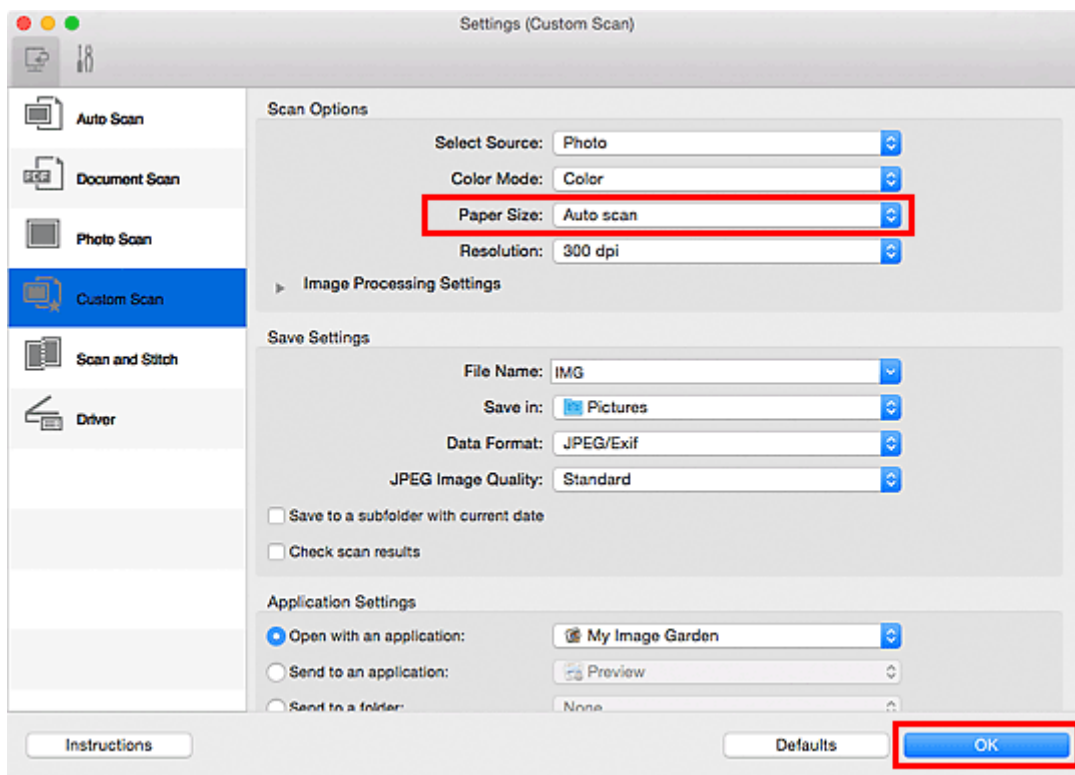 Settings (Custom Scan)
Auto Scan
Document Scan
Photo Scan
Custom Scan
Scan and Stitch
Driver
Scan Options
Select Source: Photo
Color Mode: Color
Paper Size: Auto scan
Resolution: 300 dpi
Image Processing Settings
Save Settings
File Name: IMG
Save in: Pictures
Data Format: JPEG/Exif
JPEG Image Quality: Standard
Save to a subfolder with current date
Check scan results
Application Settings
Open with an application: My Image Garden
Send to an application: Preview
Send to a folder: None
Instructions
Defaults
OK